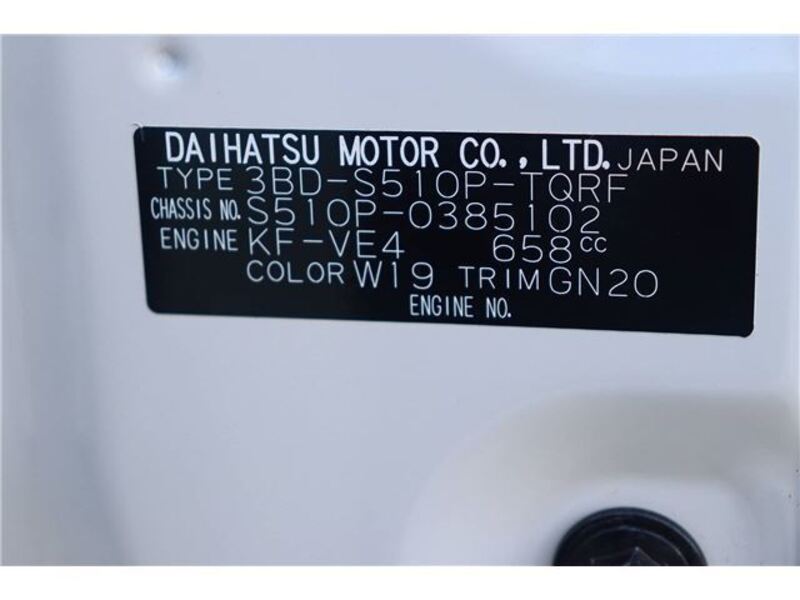 DAIHATSU MOTOR CO., LTD. JAPAN
TYPE 3BD-S510P-TQRF
CHASSIS NO. S510P-0385102
ENGINE KF-VE4 658cc
COLOR W19 TRIM GN20
ENGINE NO.